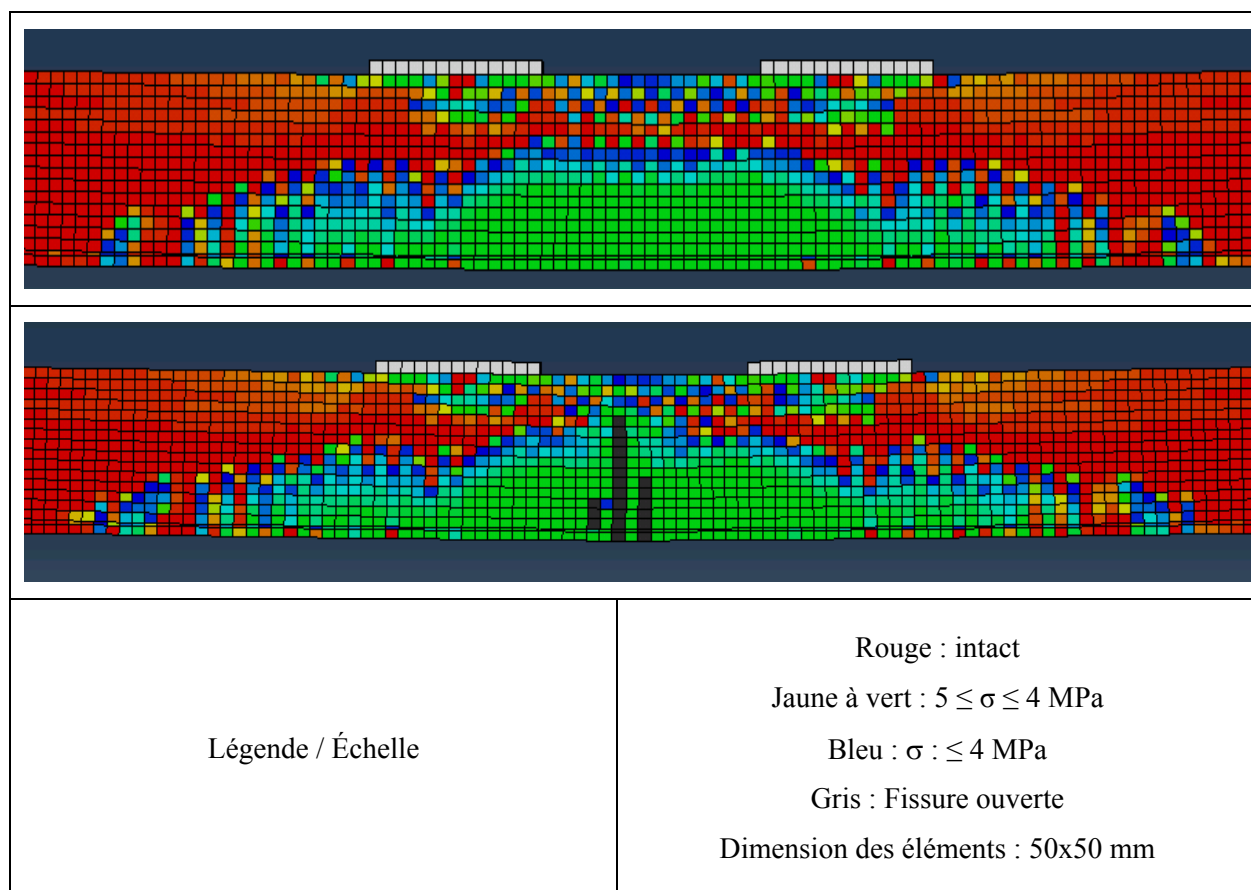 Légende / Échelle
Rouge : intact
Jaune à vert : 5 ≤ σ ≤ 4 MPa
Bleu : σ : ≤ 4 MPa
Gris : Fissure ouverte
Dimension des éléments : 50x50 mm